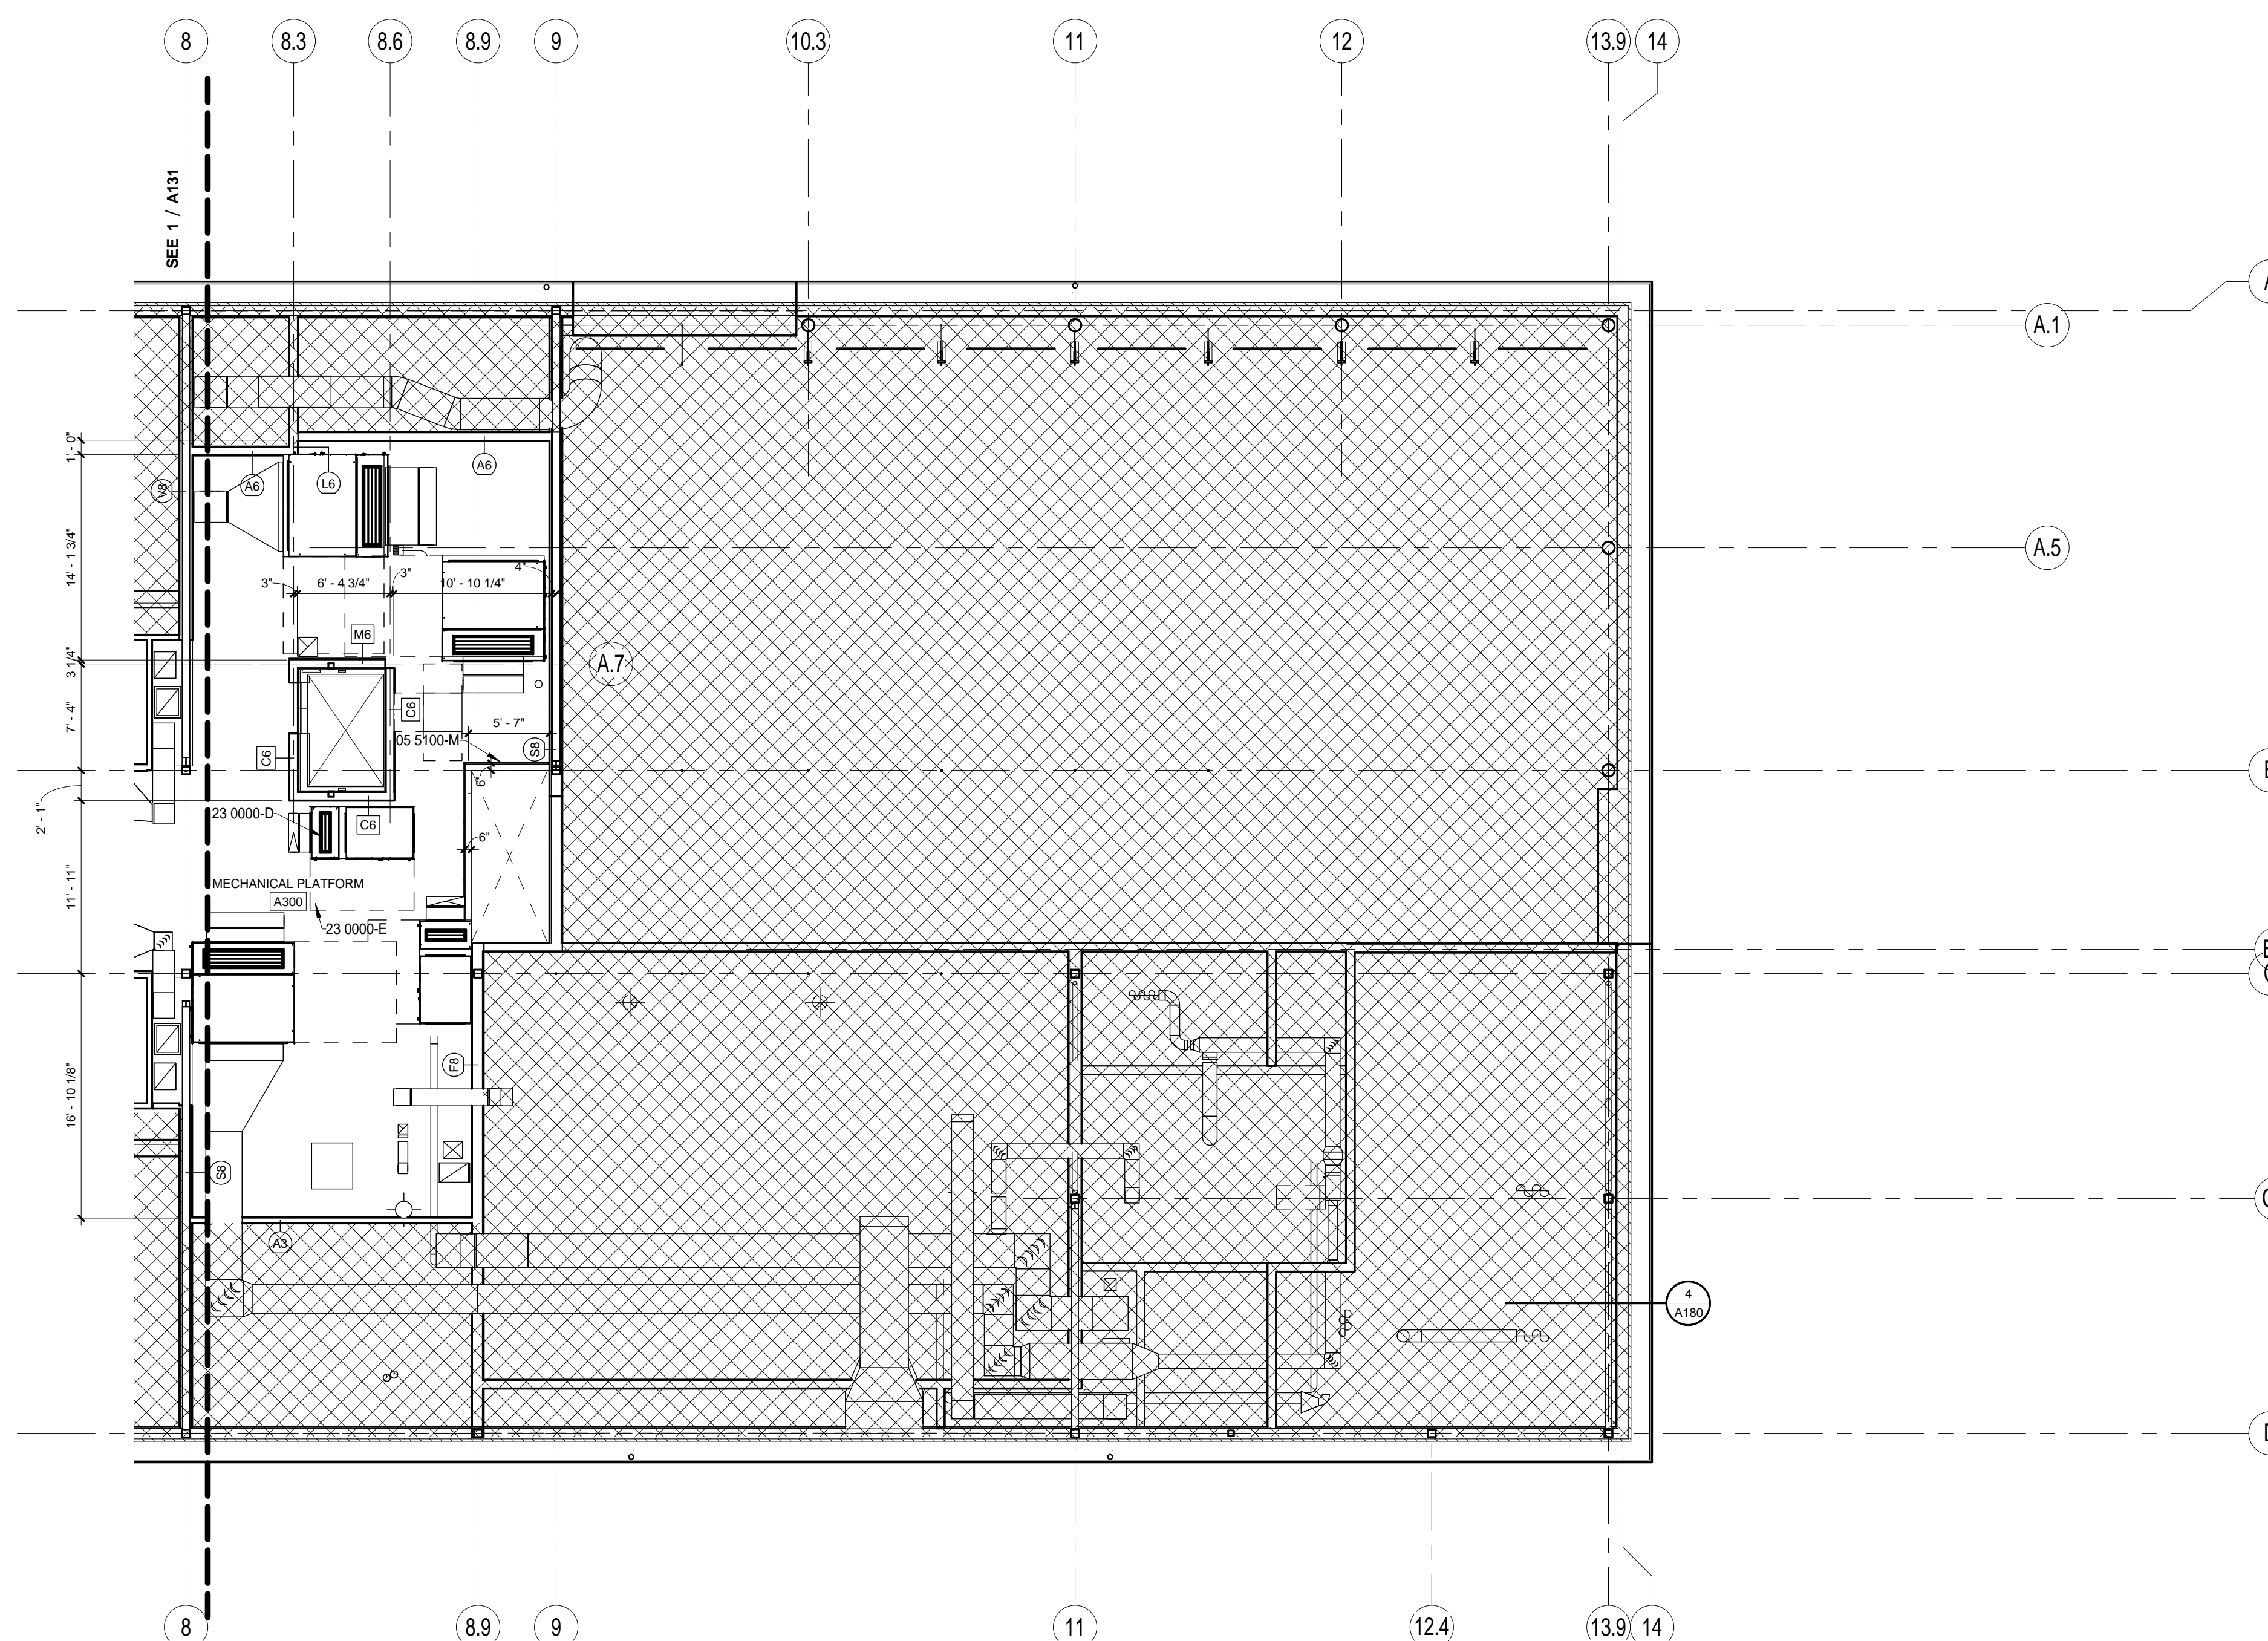 8
8.3
8.6
8.9
9
10.3
11
12
13.9
14
SEE 1 / A131
A
A.1
A.5
A.7
1' - 0"
14' - 1 3/4"
3 1/4"
7' - 4"
2' - 1"
11' - 11"
16' - 10 1/8"
V8
A6
L6
A6
3"
6' - 4 3/4"
3"
10' - 10 1/4"
4"
M6
C6
C6
C6
5' - 7"
05 5100-M
S8
6"
6"
23 0000-D
MECHANICAL PLATFORM
A300
23 0000-E
F8
S8
A3
4
A180
8
8.9
9
11
12.4
13.9
14